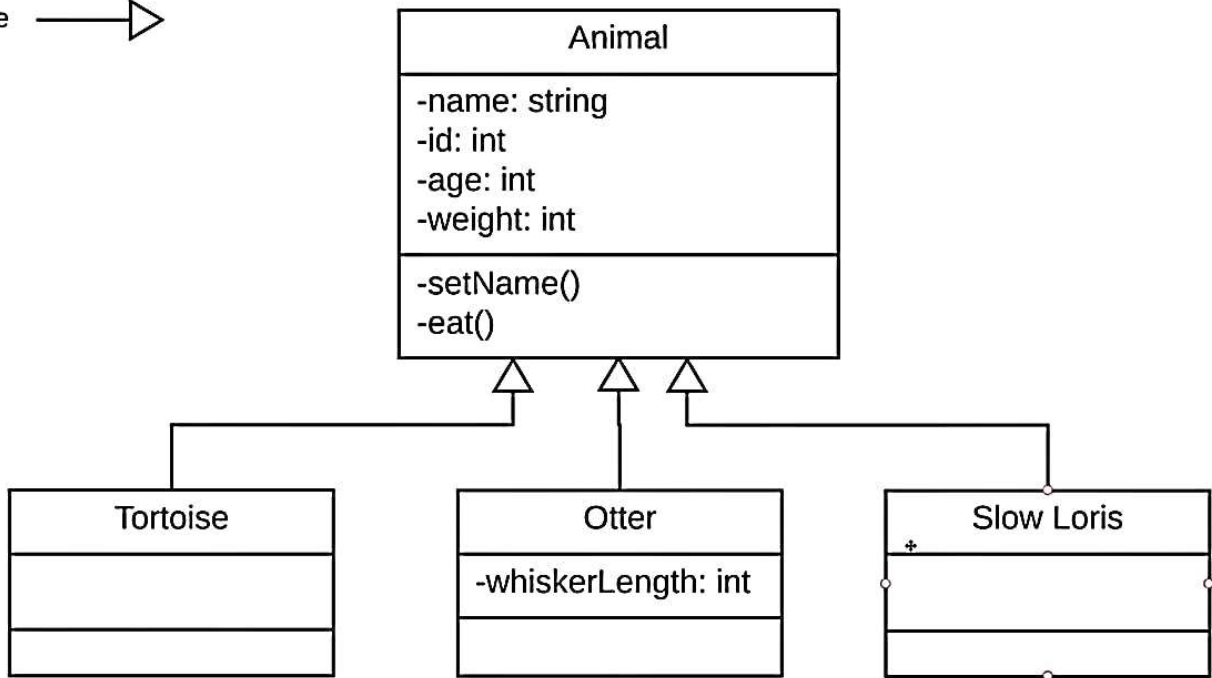 e
Animal
-name: string
-id: int
-age: int
-weight: int
-setName()
-eat()
Tortoise
Otter
Slow Loris
-whiskerLength: int